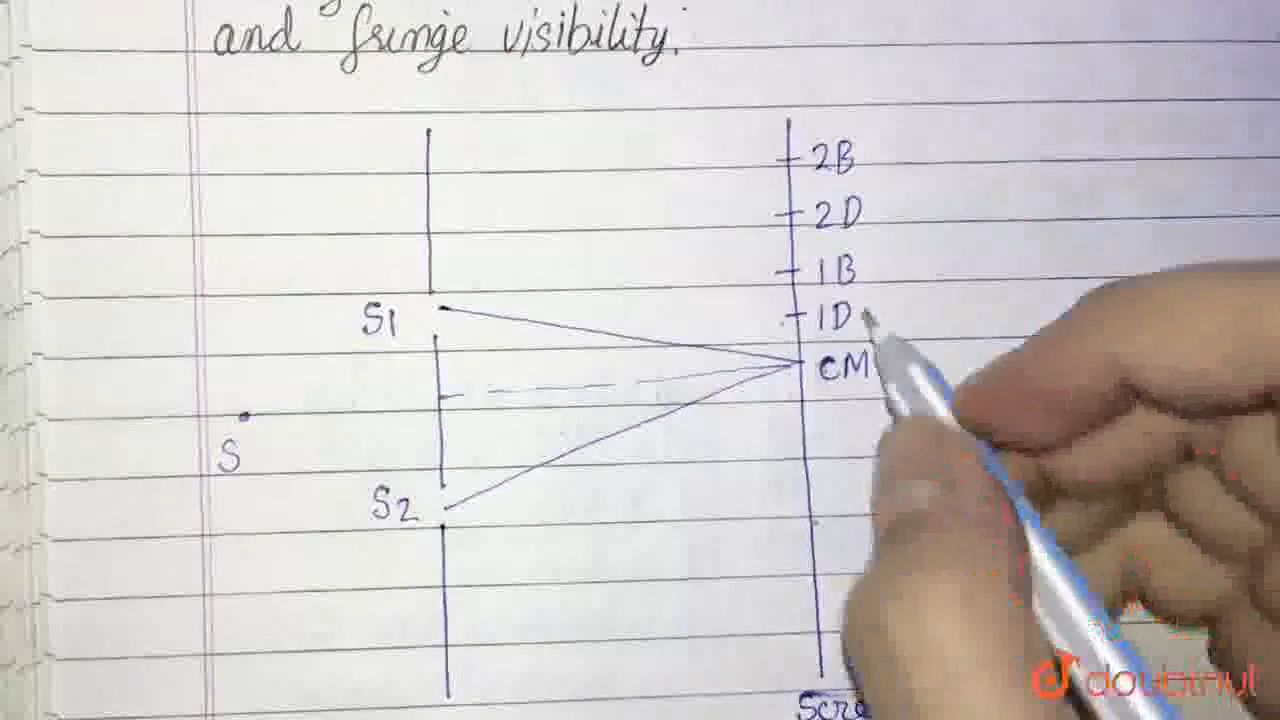 and fringe visibility.
2B
2D
1B
S1
1D
CM
S
S2
doubtnut